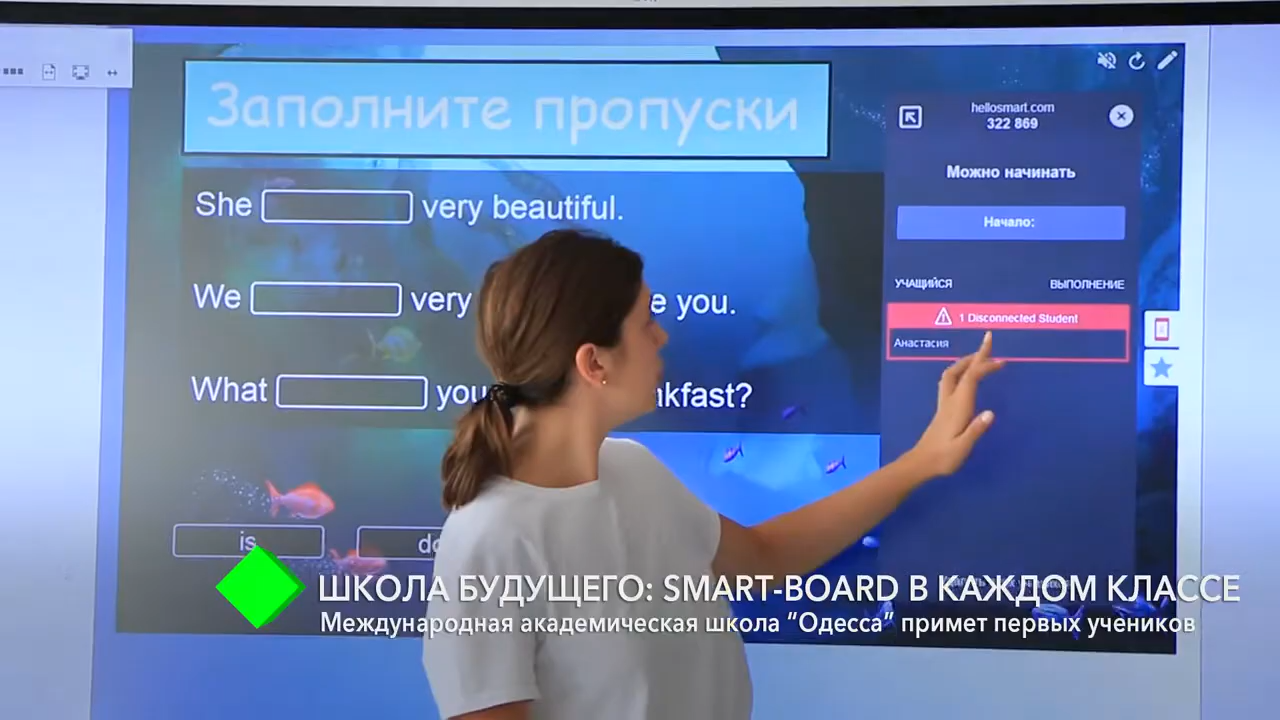 Заполните пропуски
She very beautiful.
We very e you.
What you kfast?
is
hellosmart.com
322 869
Можно начинать
Начало:
УЧАЩИЙСЯ ВЫПОЛНЕНИЕ
1 Disconnected Student
Анастасия
ШКОЛА БУДУЩЕГО: SMART-BOARD В КАЖДОМ КЛАССЕ
Международная академическая школа “Одесса” примет первых учеников